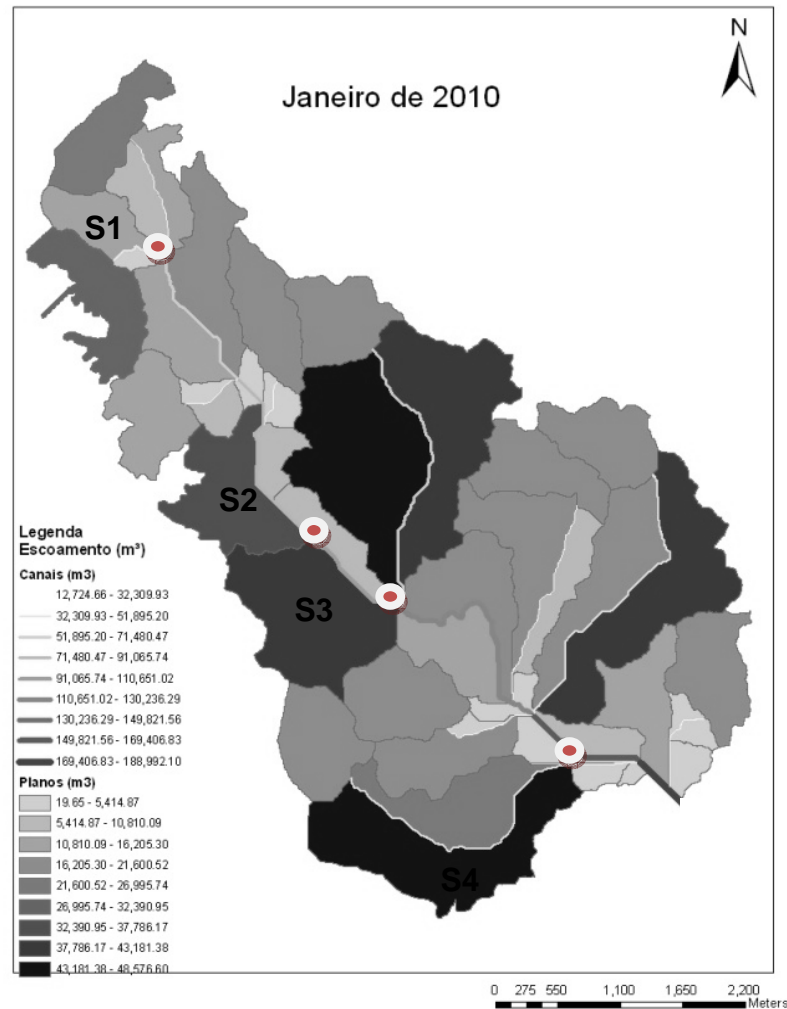 N
Janeiro de 2010
S1
S2
S3
S4
Legenda
Escoamento (m³)
Canais (m3)
12,724.66 - 32,309.93
32,309.93 - 51,895.20
51,895.20 - 71,480.47
71,480.47 - 91,065.74
91,065.74 - 110,651.02
110,651.02 - 130,236.29
130,236.29 - 149,821.56
149,821.56 - 169,406.83
169,406.83 - 188,992.10
Planos (m3)
19.65 - 5,414.87
5,414.87 - 10,810.09
10,810.09 - 16,205.30
16,205.30 - 21,600.52
21,600.52 - 26,995.74
26,995.74 - 32,390.95
32,390.95 - 37,786.17
37,786.17 - 43,181.38
43,181.38 - 48,576.60
0 275 550 1,100 1,650 2,200
Meters